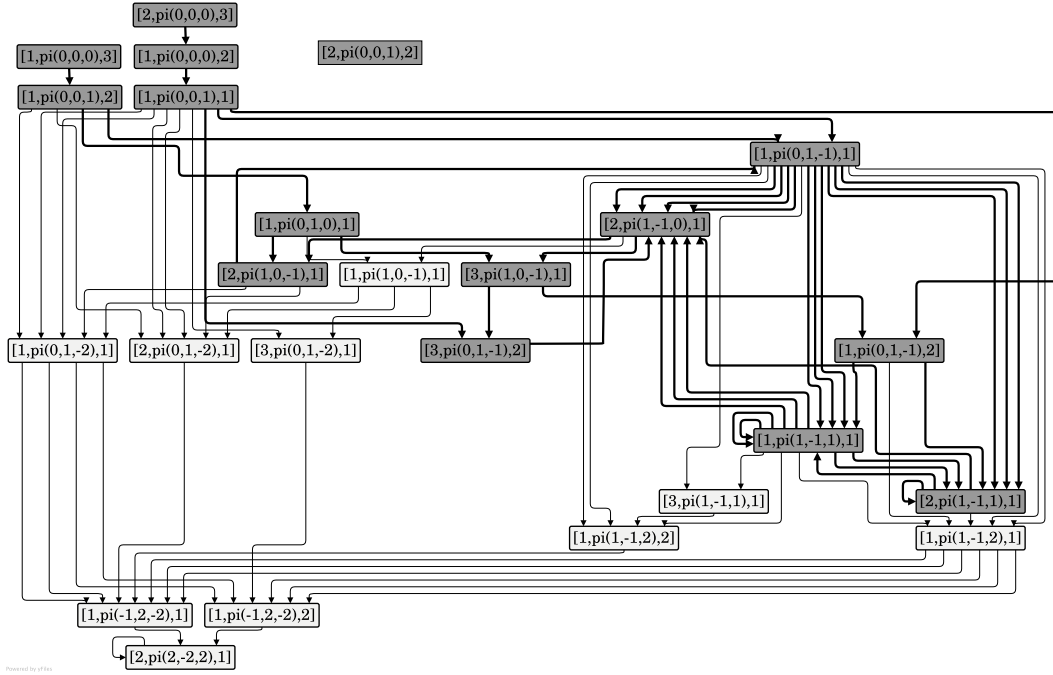 [2,pi(0,0,0),3]
[1,pi(0,0,0),3]
[1,pi(0,0,0),2]
[2,pi(0,0,1),2]
[1,pi(0,0,1),2]
[1,pi(0,0,1),1]
[1,pi(0,1,-1),1]
[1,pi(0,1,0),1]
[2,pi(1,-1,0),1]
[2,pi(1,0,-1),1]
[1,pi(1,0,-1),1]
[3,pi(1,0,-1),1]
[1,pi(0,1,-2),1]
[2,pi(0,1,-2),1]
[3,pi(0,1,-2),1]
[3,pi(0,1,-1),2]
[1,pi(0,1,-1),2]
[1,pi(1,-1,1),1]
[3,pi(1,-1,1),1]
[2,pi(1,-1,1),1]
[1,pi(1,-1,2),2]
[1,pi(1,-1,2),1]
[1,pi(-1,2,-2),1]
[1,pi(-1,2,-2),2]
[2,pi(2,-2,2),1]
Powered by yFiles